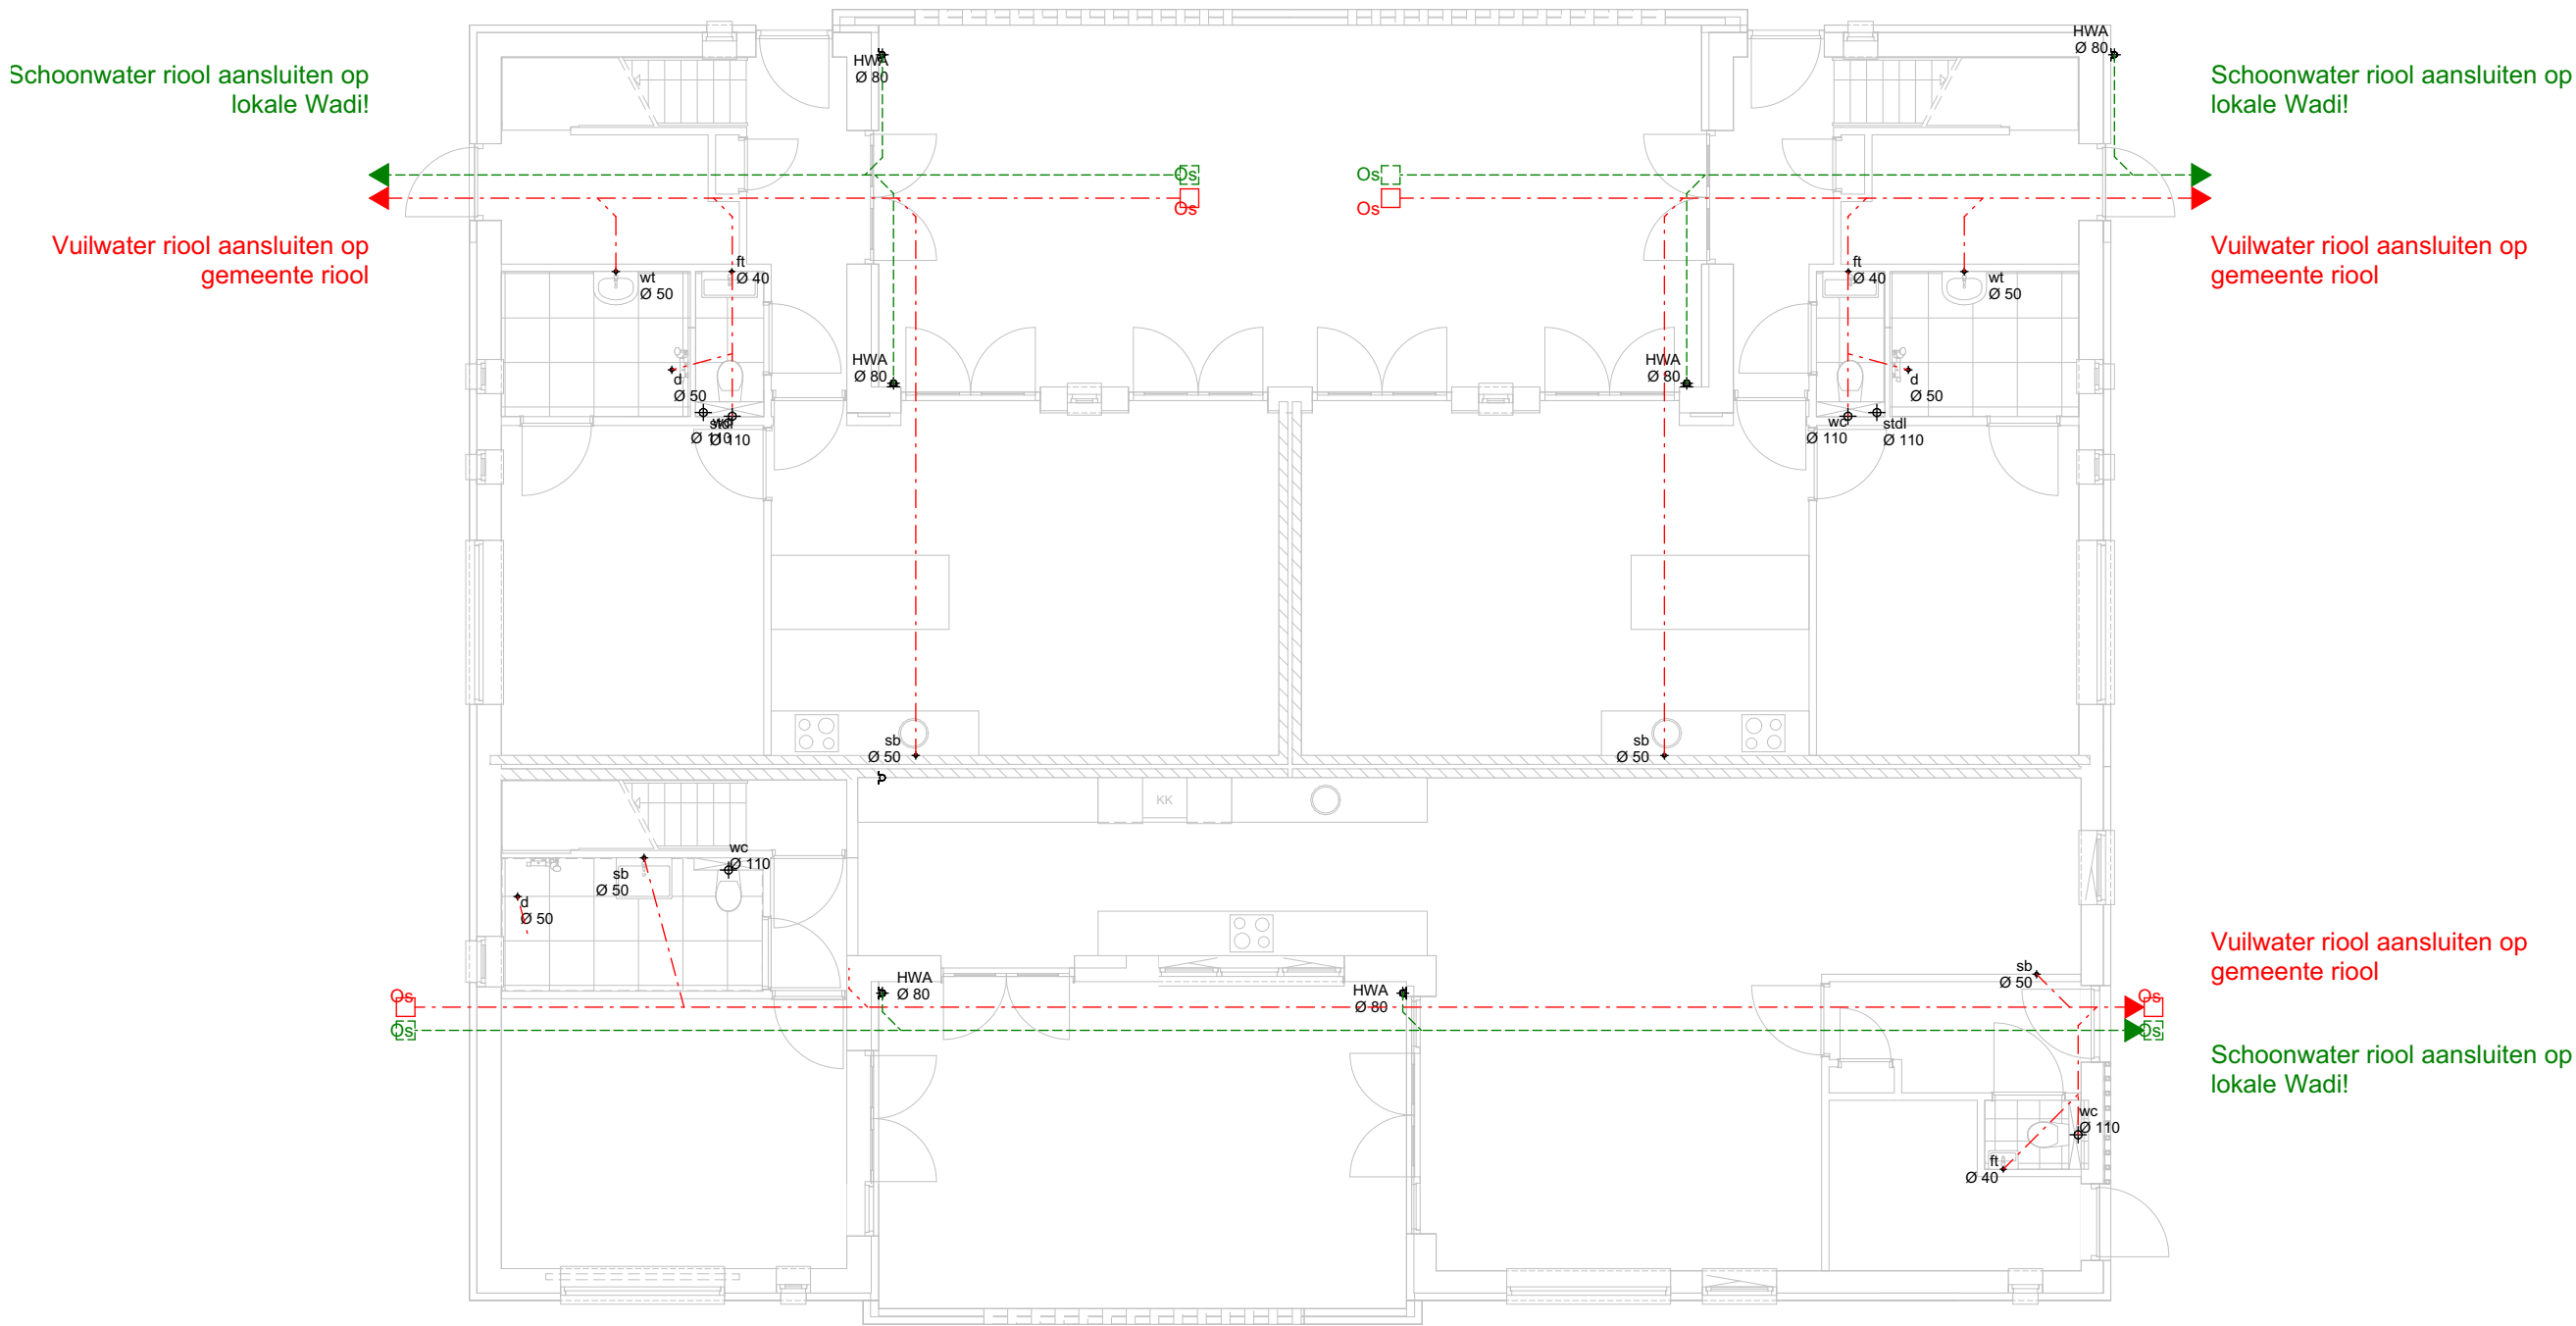 HWA
Ø 80
HWA
Ø 80
Schoonwater riool aansluiten op
lokale Wadi!
Schoonwater riool aansluiten op
lokale Wadi!
Os
Os
Os
Os
Vuilwater riool aansluiten op
gemeente riool
Vuilwater riool aansluiten op
gemeente riool
wt
Ø 50
ft
Ø 40
ft
Ø 40
wt
Ø 50
HWA
Ø 80
HWA
Ø 80
d
Ø 50
d
Ø 50
stdl
Ø 110
wc
Ø 110
wc
Ø 110
stdl
Ø 110
sb
Ø 50
sb
Ø 50
KK
wc
Ø 110
sb
Ø 50
d
Ø 50
Vuilwater riool aansluiten op
gemeente riool
HWA
Ø 80
HWA
Ø 80
sb
Ø 50
Os
Os
Os
Os
Schoonwater riool aansluiten op
lokale Wadi!
wc
Ø 110
ft
Ø 40